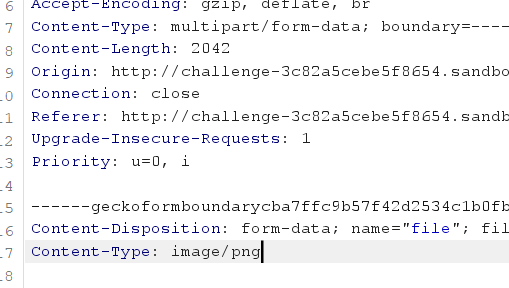 6 Accept-Encoding: gzip, deflate, br
7 Content-Type: multipart/form-data; boundary=----
8 Content-Length: 2042
9 Origin: http://challenge-3c82a5cebe5f8654.sandbo
10 Connection: close
11 Referer: http://challenge-3c82a5cebe5f8654.sandb
12 Upgrade-Insecure-Requests: 1
13 Priority: u=0, i
14
15 ------geckoformboundarycba7ffc9b57f42d2534c1b0fb
16 Content-Disposition: form-data; name="file"; fil
17 Content-Type: image/png
18